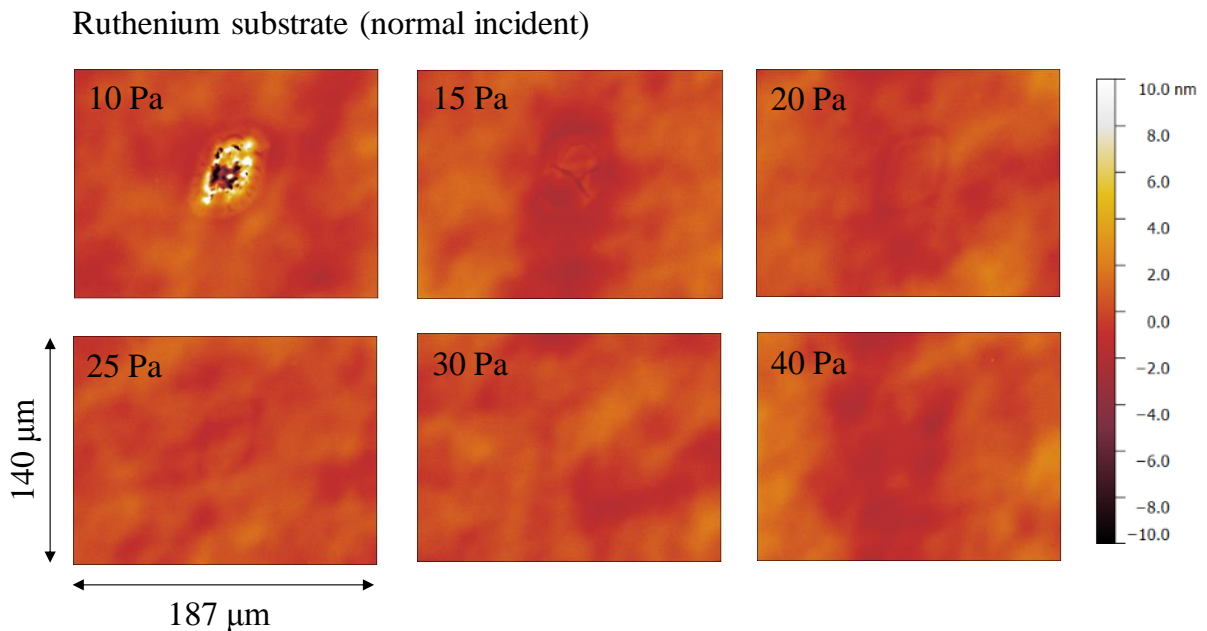 Ruthenium substrate (normal incident)
10 Pa
15 Pa
20 Pa
10.0 nm
8.0
6.0
4.0
2.0
0.0
−2.0
−4.0
−6.0
−8.0
−10.0
25 Pa
30 Pa
40 Pa
140 μm
187 μm